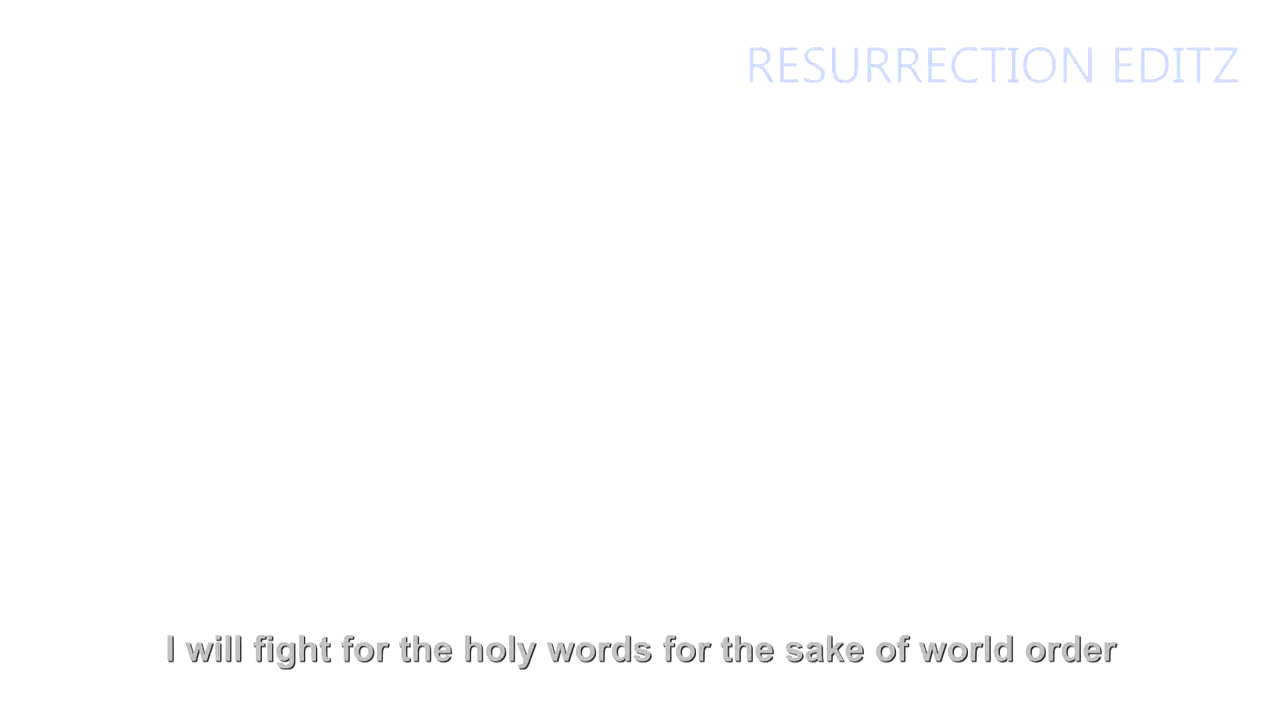 RESURRECTION EDITZ
I will fight for the holy words for the sake of world order